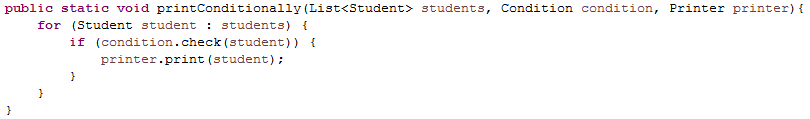 public static void printConditionally(List<Student> students, Condition condition, Printer printer){
    for (Student student : students) {
        if (condition.check(student)) {
            printer.print(student);
        }
    }
}